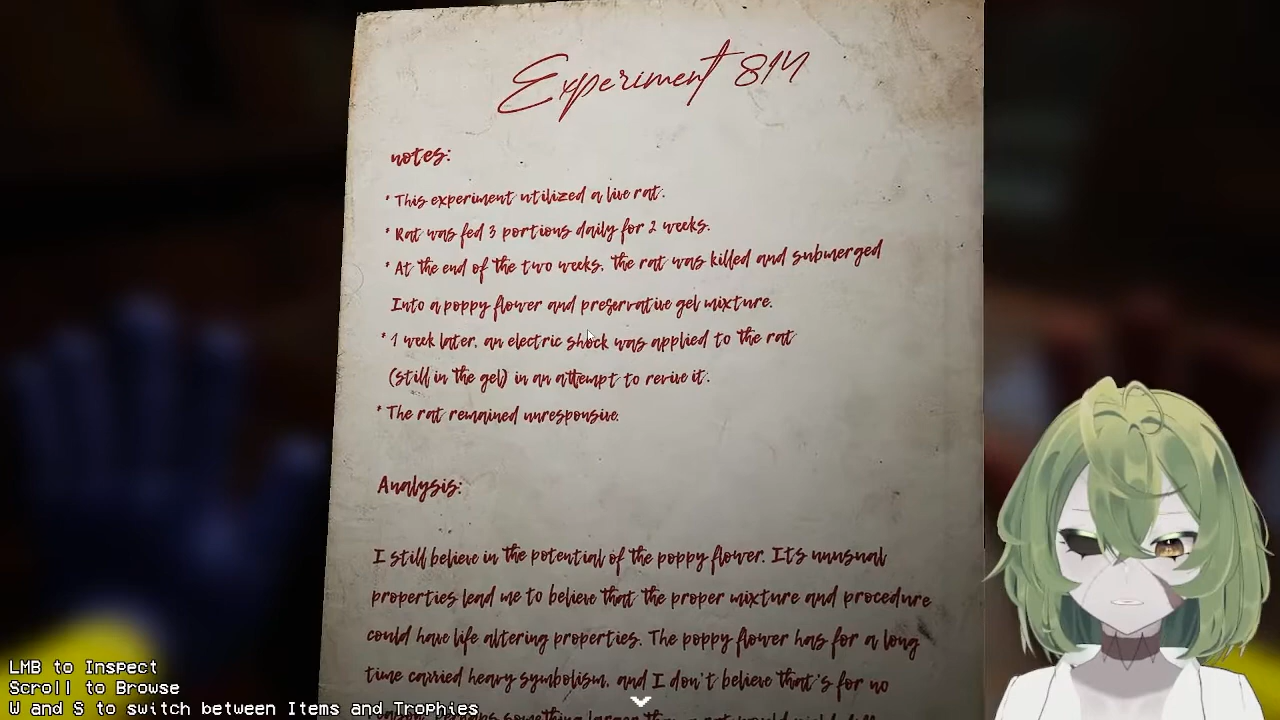 Experiment 814
notes:
* This experiment utilized a live rat.
* Rat was fed 3 portions daily for 2 weeks.
* At the end of the two weeks, the rat was killed and submerged
Into a poppy flower and preservative gel mixture.
* 1 week later, an electric shock was applied to the rat
(still in the gel) in an attempt to revive it.
* The rat remained unresponsive.
Analysis:
I still believe in the potential of the poppy flower. Its unusual
properties lead me to believe that the proper mixture and procedure
could have life altering properties. The poppy flower has for a long
time carried heavy symbolism, and I don't believe that's for no
LMB to Inspect
Scroll to Browse
W and S to switch between Items and Trophies